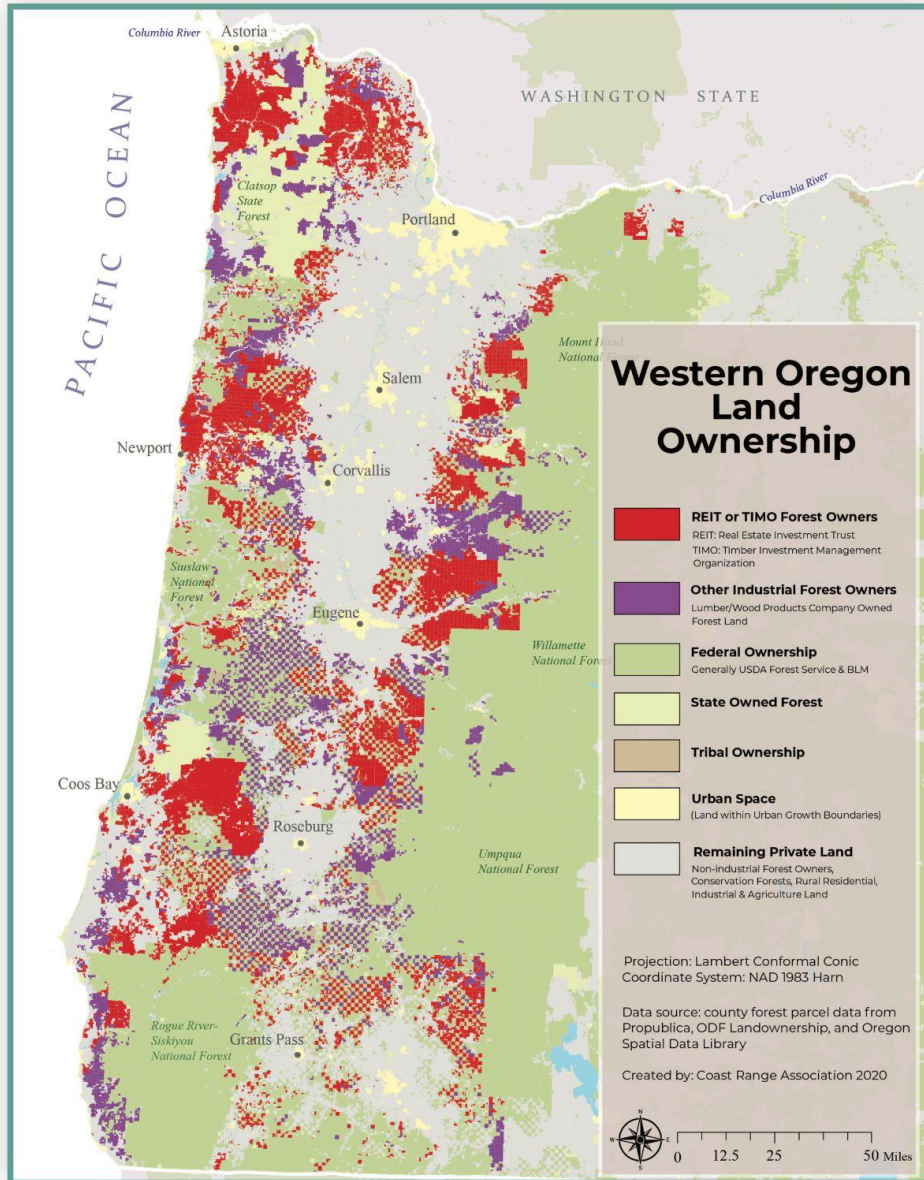 Astoria
Columbia River
WASHINGTON STATE
PACIFIC OCEAN
Clatsop
State
Forest
Columbia River
Portland
Mount Hood
National Forest
Salem
Newport
Corvallis
Siuslaw
National
Forest
Eugene
Willamette
National Forest
Coos Bay
Roseburg
Umpqua
National Forest
Rogue River-
Siskiyou
National Forest
Grants Pass
Western Oregon
Land
Ownership
REIT or TIMO Forest Owners
REIT: Real Estate Investment Trust
TIMO: Timber Investment Management
Organization
Other Industrial Forest Owners
Lumber/Wood Products Company Owned
Forest Land
Federal Ownership
Generally USDA Forest Service & BLM
State Owned Forest
Tribal Ownership
Urban Space
(Land within Urban Growth Boundaries)
Remaining Private Land
Non-industrial Forest Owners,
Conservation Forests, Rural Residential,
Industrial & Agriculture Land
Projection: Lambert Conformal Conic
Coordinate System: NAD 1983 Harn
Data source: county forest parcel data from
Propublica, ODF Landownership, and Oregon
Spatial Data Library
Created by: Coast Range Association 2020
N
W E
S
0 12.5 25 50 Miles